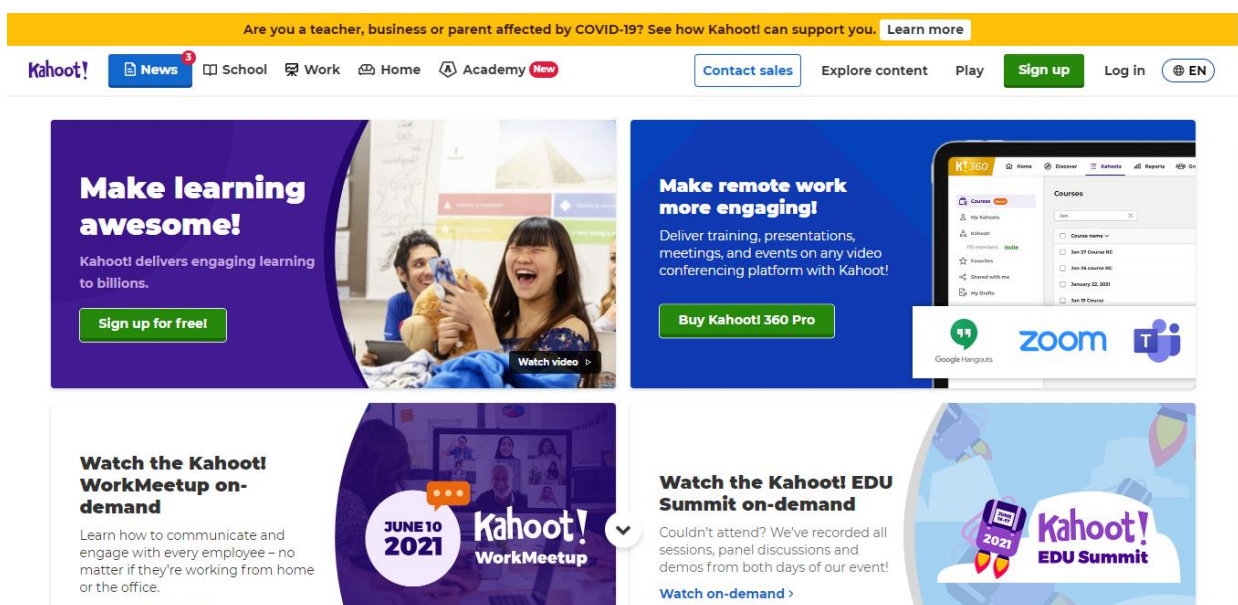 Are you a teacher, business or parent affected by COVID-19? See how Kahoot! can support you. Learn more
Kahoot! News 3 School Work Home Academy New Contact sales Explore content Play Sign up Log in EN
Make learning
awesome!
Kahoot! delivers engaging learning
to billions.
Sign up for free!
Watch video
Make remote work
more engaging!
Deliver training, presentations,
meetings, and events on any video
conferencing platform with Kahoot!
Buy Kahoot! 360 Pro
K! 360 Home Discover Kahoots Reports Gr
Courses New!
My Kahoots
Kahoot!
Invite
Favorites
Shared with me
My Drafts
Courses
Jan
Course name
Jan 27 Course RC
Jan 26 course RC
January 22, 2021
Jan 19 Course
Google Hangouts
zoom
T
Watch the Kahoot!
WorkMeetup on-
demand
Learn how to communicate and
engage with every employee – no
matter if they're working from home
or the office.
JUNE 10
2021
Kahoot!
WorkMeetup
Watch the Kahoot! EDU
Summit on-demand
Couldn't attend? We've recorded all
sessions, panel discussions and
demos from both days of our event!
Watch on-demand
JUNE
16-17
2021
Kahoot!
EDU Summit